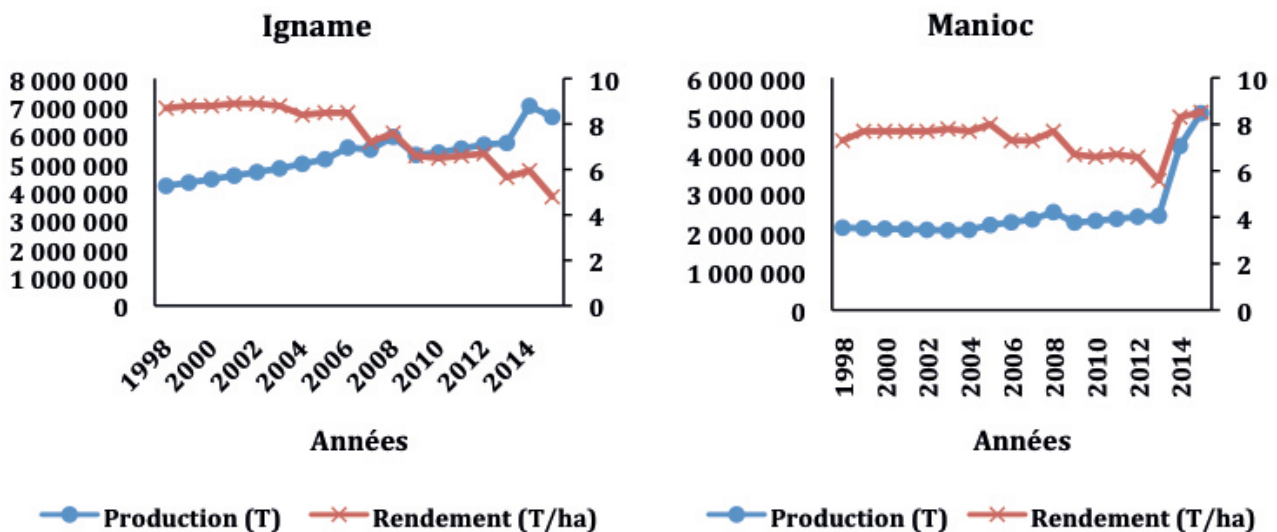 Igname
8 000 000
7 000 000
6 000 000
5 000 000
4 000 000
3 000 000
2 000 000
1 000 000
0
10
8
6
4
2
0
1998
2000
2002
2004
2006
2008
2010
2012
2014
Années
Production (T)
Rendement (T/ha)
Manioc
6 000 000
5 000 000
4 000 000
3 000 000
2 000 000
1 000 000
0
10
8
6
4
2
0
1998
2000
2002
2004
2006
2008
2010
2012
2014
Années
Production (T)
Rendement (T/ha)